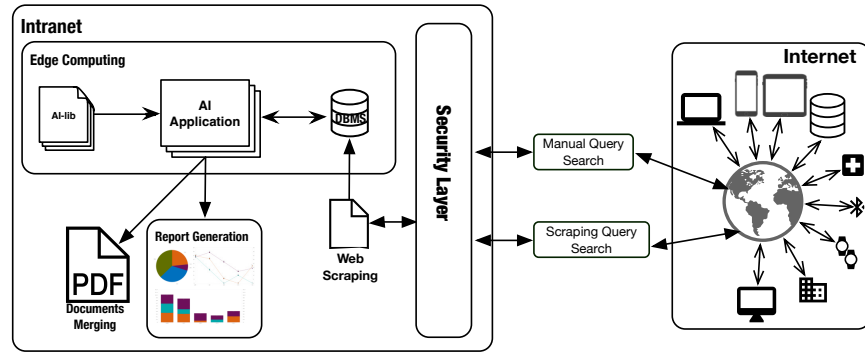 Intranet
Edge Computing
AI-lib
AI
Application
DBMS
Security Layer
Internet
Manual Query
Search
Scraping Query
Search
Web
Scraping
Report Generation
PDF
Documents
Merging